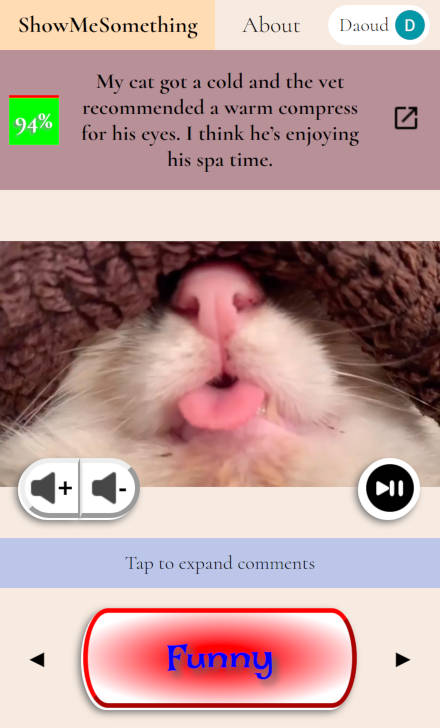 ShowMeSomething
About
Daoud
D
94%
My cat got a cold and the vet
recommended a warm compress
for his eyes. I think he’s enjoying
his spa time.
+
-
Tap to expand comments
Funny